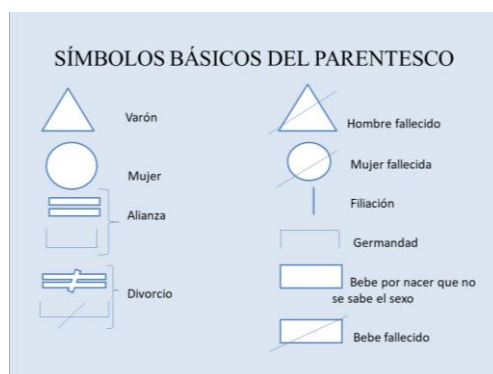 SÍMBOLOS BÁSICOS DEL PARENTESCO
Varón
Mujer
Alianza
Divorcio
Hombre fallecido
Mujer fallecida
Filiación
Germandad
Bebe por nacer que no
se sabe el sexo
Bebe fallecido